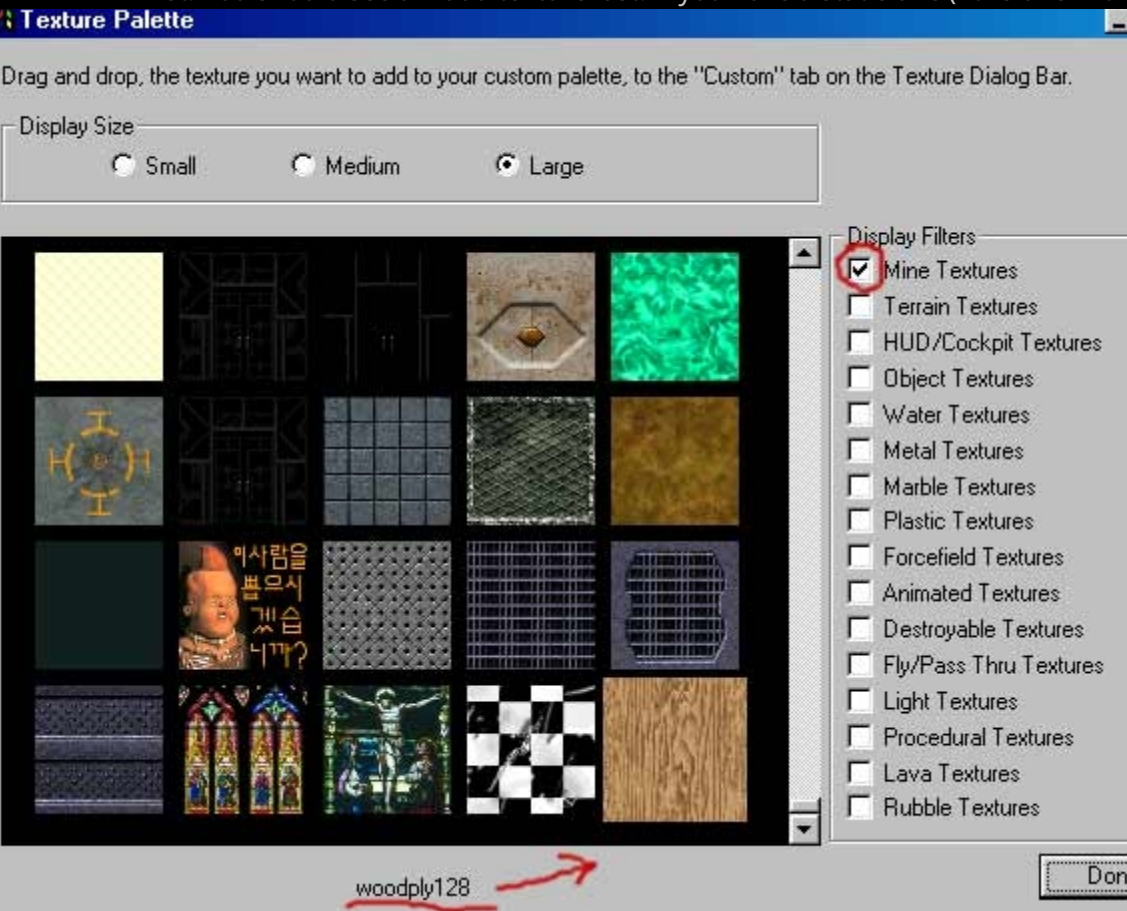 Texture Palette
Drag and drop, the texture you want to add to your custom palette, to the "Custom" tab on the Texture Dialog Bar.
Display Size
Small Medium Large
Display Filters
Mine Textures
Terrain Textures
HUD/Cockpit Textures
Object Textures
Water Textures
Metal Textures
Marble Textures
Plastic Textures
Forcefield Textures
Animated Textures
Destroyable Textures
Fly/Pass Thru Textures
Light Textures
Procedural Textures
Lava Textures
Rubble Textures
이사람을
뽑으시
겠습
니까?
woodply128
Don